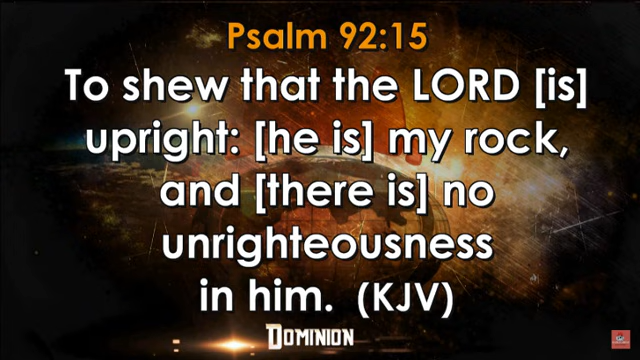 Psalm 92:15
To shew that the LORD [is]
upright: [he is] my rock,
and [there is] no
unrighteousness
in him. (KJV)
DOMINION